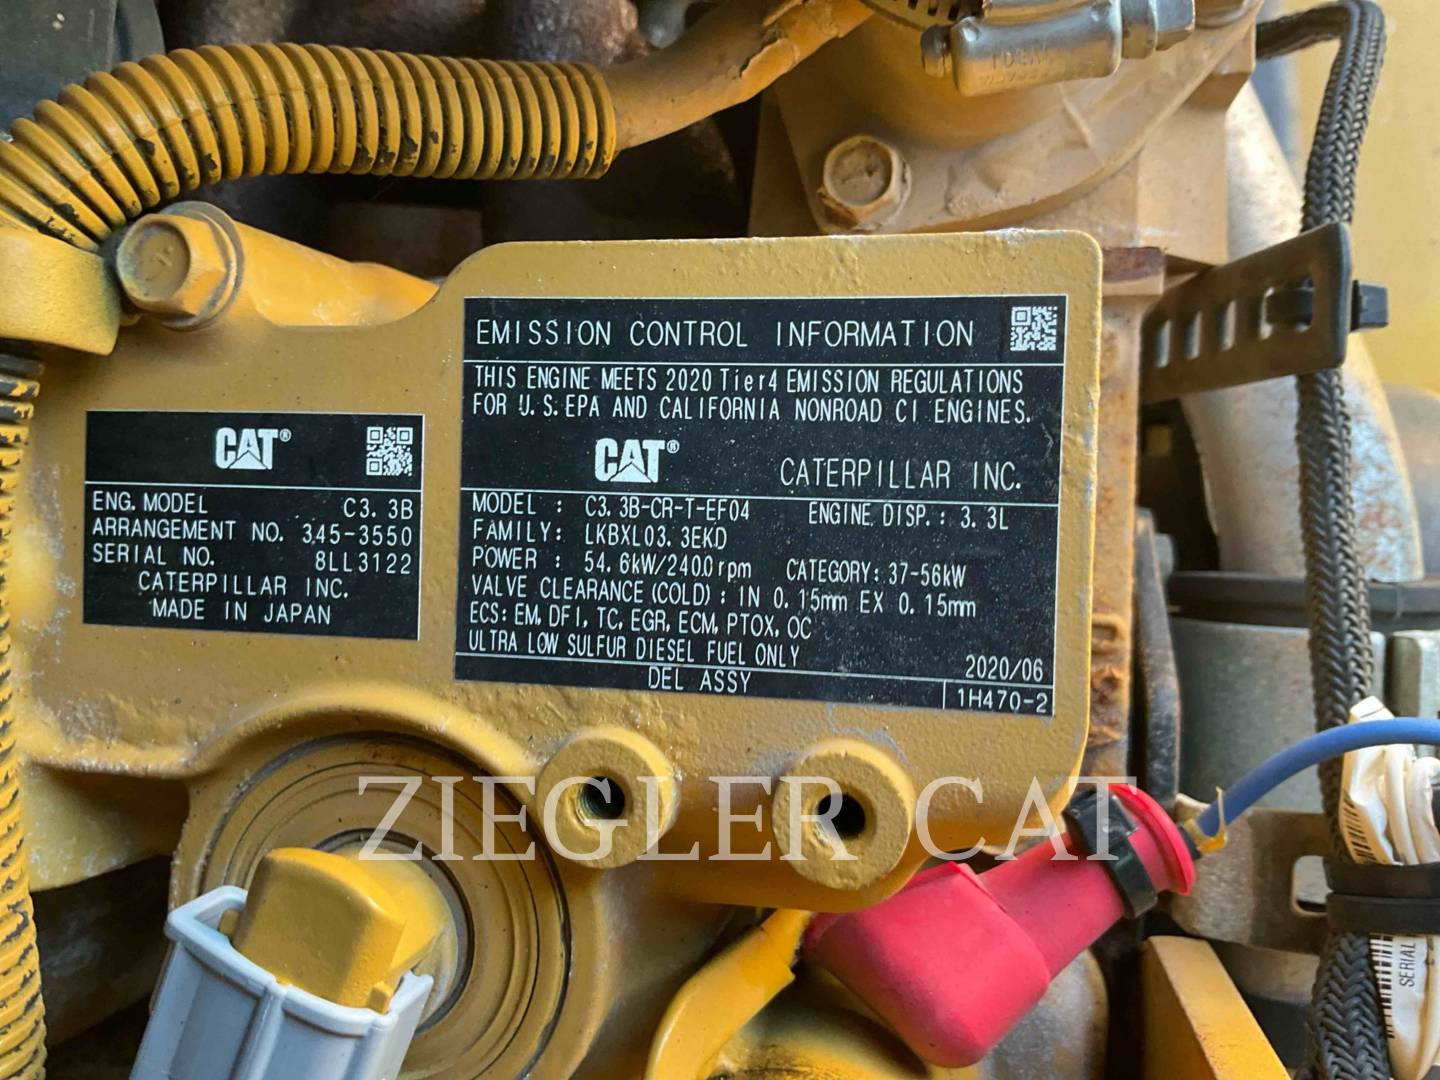 IDEAL
EMISSION CONTROL INFORMATION
THIS ENGINE MEETS 2020 Tier4 EMISSION REGULATIONS
FOR U.S.EPA AND CALIFORNIA NONROAD CI ENGINES.
CAT®
CATERPILLAR INC.
MODEL : C3.3B-CR-T-EF04 ENGINE DISP.: 3.3L
FAMILY: LKBXL03.3EKD
POWER : 54.6kW/2400rpm CATEGORY: 37-56kW
VALVE CLEARANCE (COLD) : IN 0.15mm EX 0.15mm
ECS: EM, DFI, TC, EGR, ECM, PTOX, OC
ULTRA LOW SULFUR DIESEL FUEL ONLY
2020/06
DEL ASSY
1H470-2
CAT®
ENG. MODEL C3.3B
ARRANGEMENT NO. 345-3550
SERIAL NO. 8LL3122
CATERPILLAR INC.
MADE IN JAPAN
ZIEGLER CAT
SERIAL